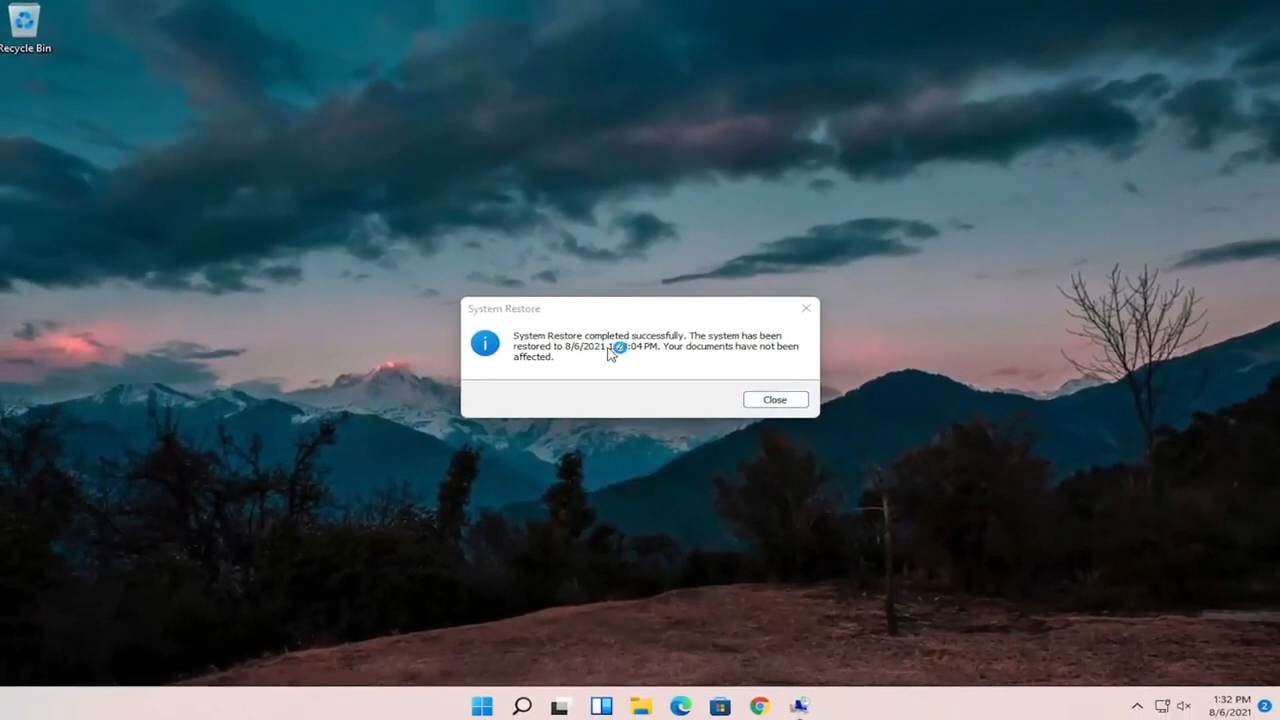 Recycle Bin
System Restore
System Restore completed successfully. The system has been
restored to 8/6/2021 :04 PM. Your documents have not been
affected.
Close
1:32 PM
8/6/2021
2